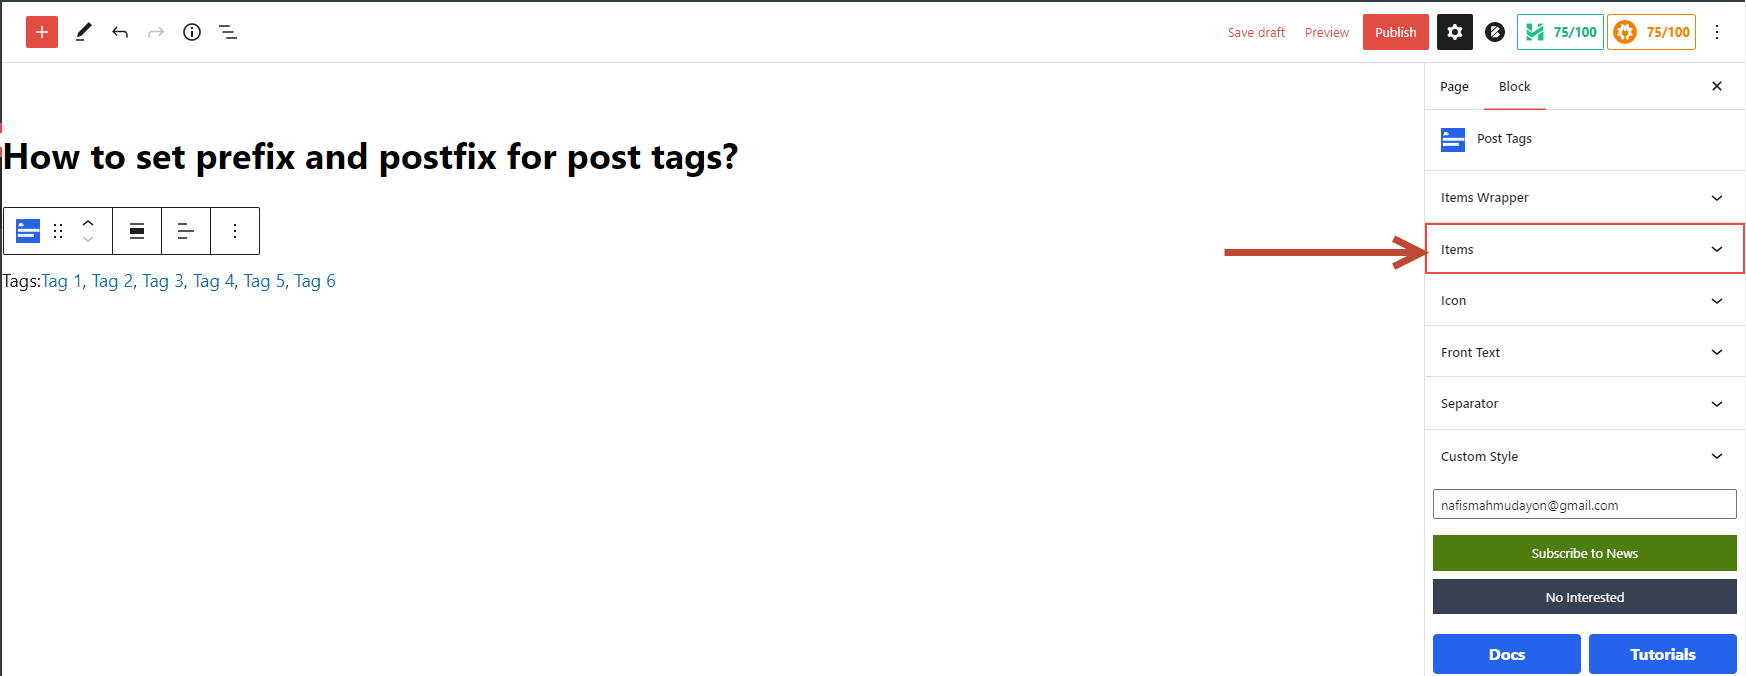 Save draft Preview Publish 75/100 75/100
Page Block
Post Tags
How to set prefix and postfix for post tags?
Tags:Tag 1, Tag 2, Tag 3, Tag 4, Tag 5, Tag 6
Items Wrapper
Items
Icon
Front Text
Separator
Custom Style
nafismahmudayon@gmail.com
Subscribe to News
No Interested
Docs Tutorials